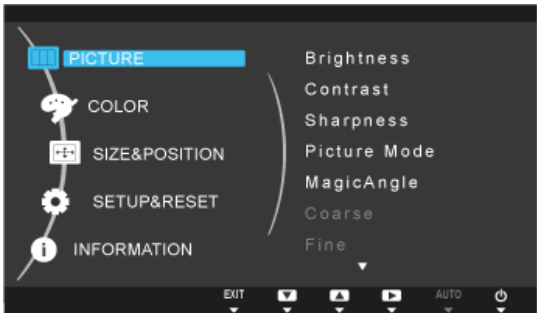 PICTURE
COLOR
SIZE&POSITION
SETUP&RESET
INFORMATION
Brightness
Contrast
Sharpness
Picture Mode
MagicAngle
Coarse
Fine
EXIT
AUTO